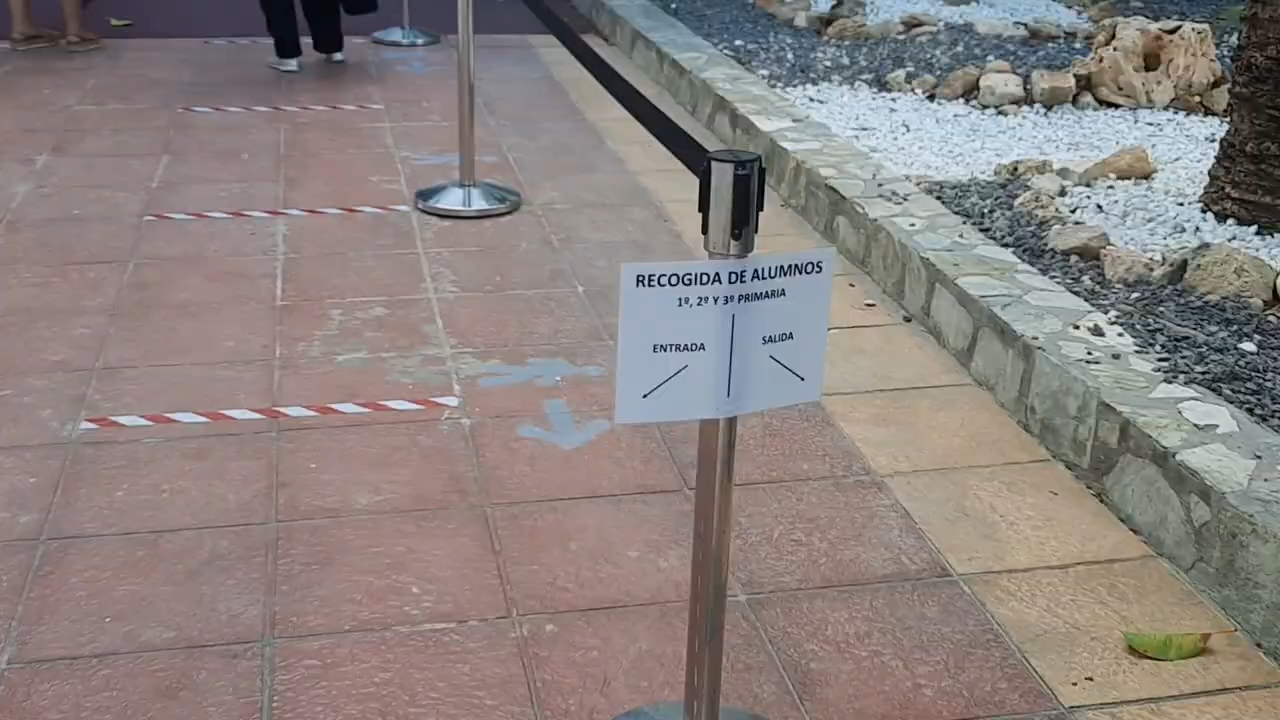 RECOGIDA DE ALUMNOS
1º, 2º Y 3º PRIMARIA
ENTRADA
SALIDA